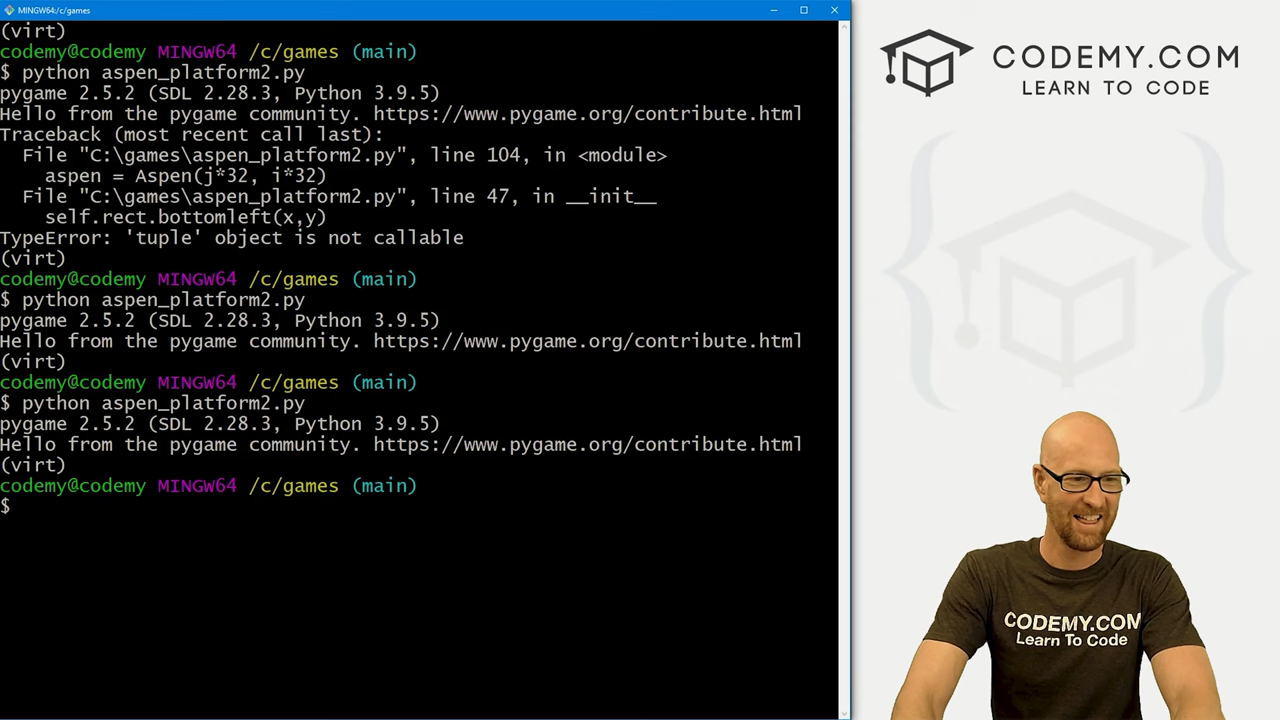 MINGW64:/c/games
(virt)
codemy@codemy MINGW64 /c/games (main)
$ python aspen_platform2.py
pygame 2.5.2 (SDL 2.28.3, Python 3.9.5)
Hello from the pygame community. https://www.pygame.org/contribute.html
Traceback (most recent call last):
  File "C:\games\aspen_platform2.py", line 104, in <module>
    aspen = Aspen(j*32, i*32)
  File "C:\games\aspen_platform2.py", line 47, in __init__
    self.rect.bottomleft(x,y)
TypeError: 'tuple' object is not callable
(virt)
codemy@codemy MINGW64 /c/games (main)
$ python aspen_platform2.py
pygame 2.5.2 (SDL 2.28.3, Python 3.9.5)
Hello from the pygame community. https://www.pygame.org/contribute.html
(virt)
codemy@codemy MINGW64 /c/games (main)
$ python aspen_platform2.py
pygame 2.5.2 (SDL 2.28.3, Python 3.9.5)
Hello from the pygame community. https://www.pygame.org/contribute.html
(virt)
codemy@codemy MINGW64 /c/games (main)
$
CODEMY.COM
LEARN TO CODE
CODEMY.COM
Learn To Code